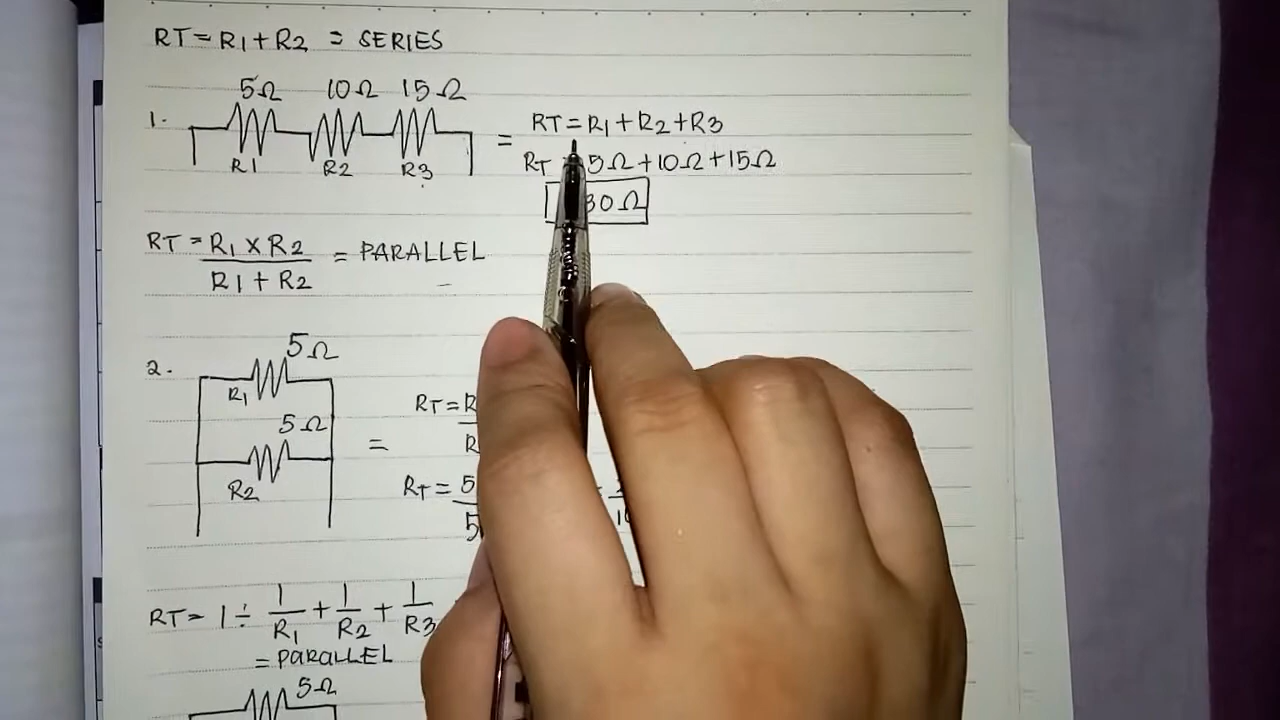 RT = R1 + R2 = SERIES
5Ω 10Ω 15Ω
1.
R1 R2 R3
= RT = R1 + R2 + R3
RT 5Ω + 10Ω + 15Ω
30Ω
RT = R1 X R2 = PARALLEL
R1 + R2
2.
5Ω
R1
5Ω
R2
=
RT = R
R
RT = 5
5
RT = 1 ÷ 1 + 1 + 1
R1 R2 R3
= PARALLEL
5Ω